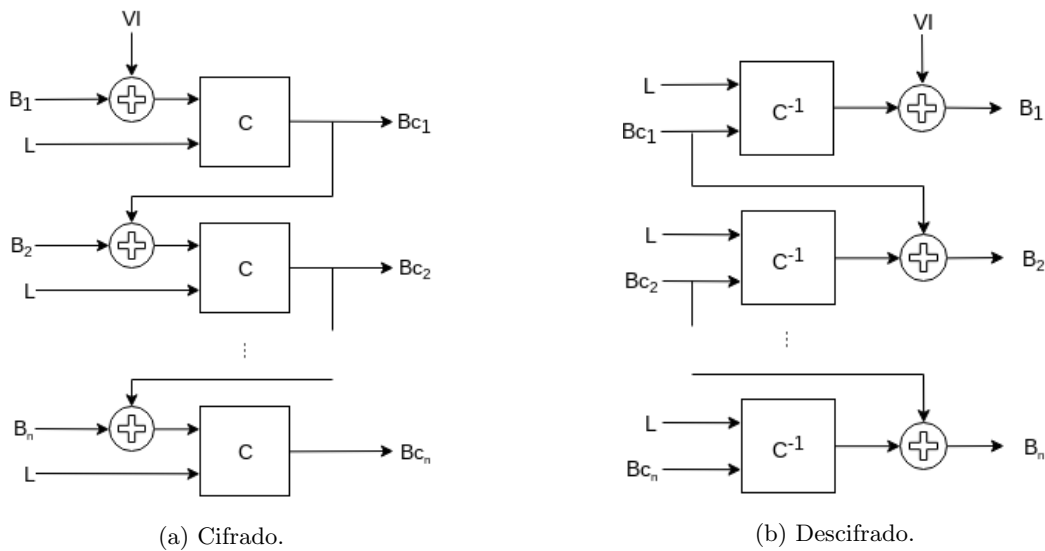 VI
B1
L
C
Bc1
B2
L
C
Bc2
⋮
Bn
L
C
Bcn
(a) Cifrado.
VI
L
Bc1
C-1
B1
L
Bc2
C-1
B2
⋮
L
Bcn
C-1
Bn
(b) Descifrado.